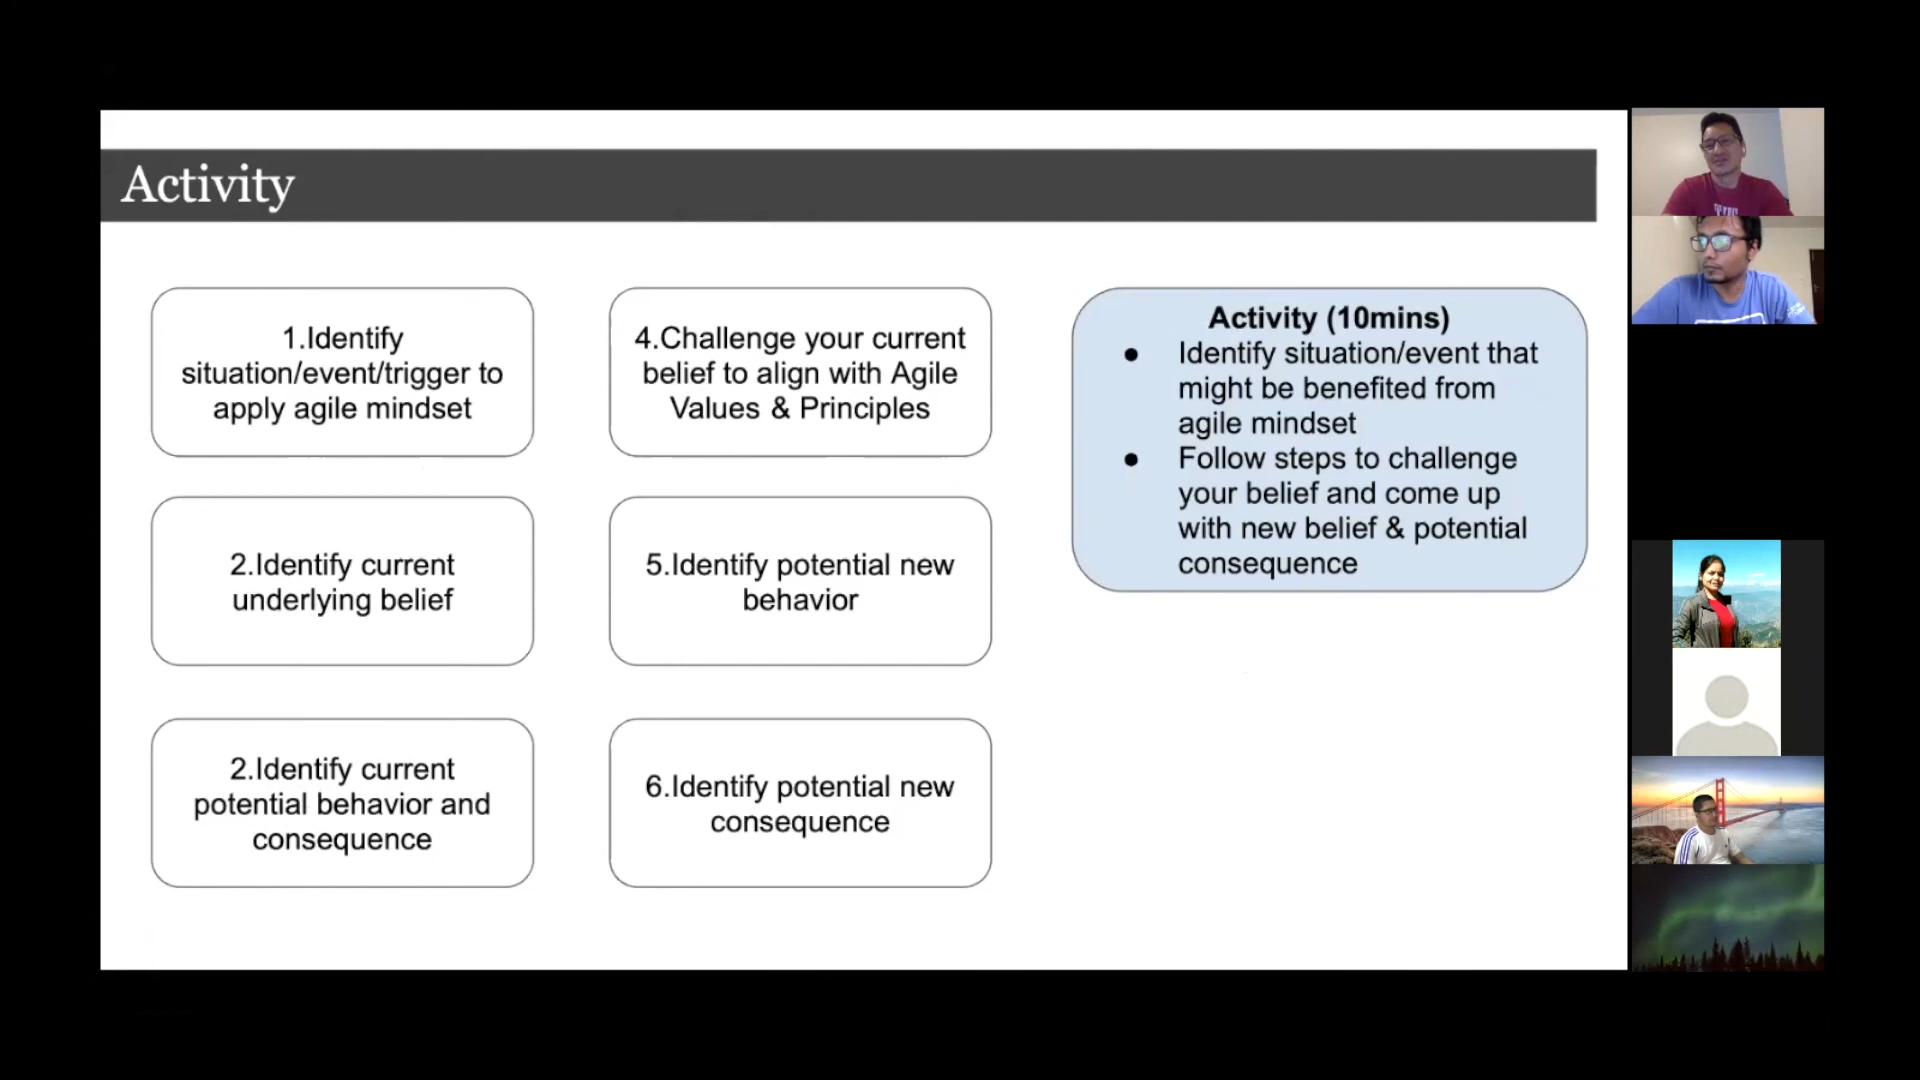 Activity
1.Identify
situation/event/trigger to
apply agile mindset
2.Identify current
underlying belief
2.Identify current
potential behavior and
consequence
4.Challenge your current
belief to align with Agile
Values & Principles
5.Identify potential new
behavior
6.Identify potential new
consequence
Activity (10mins)
● Identify situation/event that
might be benefited from
agile mindset
● Follow steps to challenge
your belief and come up
with new belief & potential
consequence